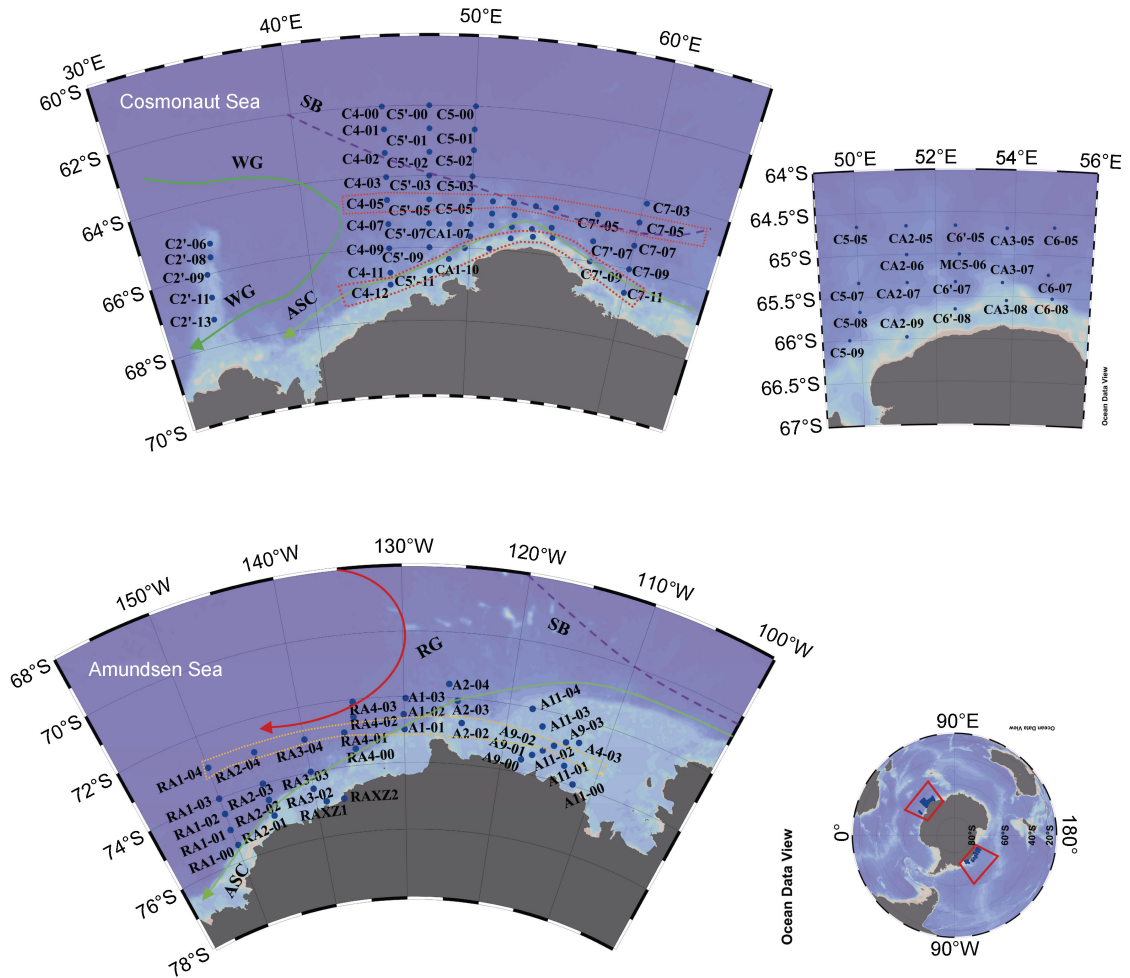 40°E
50°E
60°E
30°E
60°S
62°S
64°S
66°S
68°S
70°S
Cosmonaut Sea
SB
WG
WG
ASC
C4-00 C5'-00 C5-00
C4-01
C5'-01 C5-01
C4-02 C5'-02 C5-02
C4-03 C5'-03 C5-03
C4-05
C5'-05 C5-05
C4-07
C5'-07 CA1-07
C4-09
C5'-09
C4-11
CA1-10
C5'-11
C4-12
C7-03
C7'-05
C7-05
C7'-07
C7-07
C7'-09
C7-09
C7-11
C2'-06
C2'-08
C2'-09
C2'-11
C2'-13
50°E
52°E
54°E
56°E
64°S
64.5°S
65°S
65.5°S
66°S
66.5°S
67°S
C5-05 CA2-05 C6'-05 CA3-05 C6-05
CA2-06 MC5-06 CA3-07
C5-07 CA2-07 C6'-07 C6-07
C5-08 CA2-09 C6'-08 CA3-08 C6-08
C5-09
Ocean Data View
150°W
140°W
130°W
120°W
110°W
100°W
68°S
70°S
72°S
74°S
76°S
78°S
Amundsen Sea
RG
SB
ASC
A2-04
A1-03
RA4-03 A1-02 A2-03
RA4-02 A1-01 A2-02
RA4-01
RA4-00
A11-04
A11-03
A9-02 A9-03
A9-01 A4-03
A9-00 A11-02
A11-01
A11-00
RA1-04 RA2-04 RA3-04
RA1-03 RA2-03 RA3-03
RA1-02 RA2-02 RA3-02
RA1-01 RA2-01 RAXZ1 RAXZ2
RA1-00
Ocean Data View
90°E
Ocean Data View
0°
80°S
60°S
40°S
20°S
180°
90°W